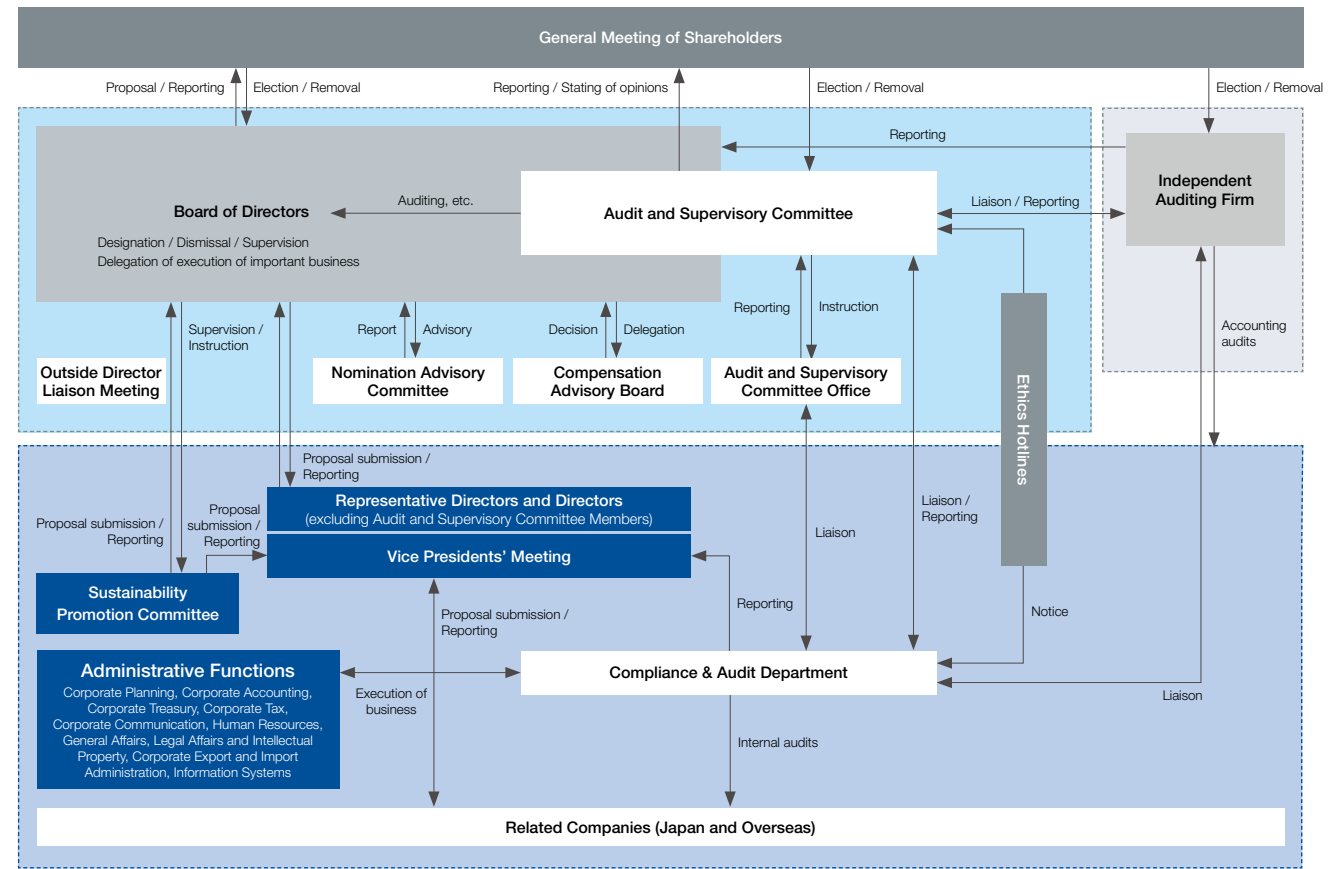 General Meeting of Shareholders
Proposal / Reporting
Election / Removal
Reporting / Stating of opinions
Election / Removal
Election / Removal
Reporting
Board of Directors
Designation / Dismissal / Supervision
Delegation of execution of important business
Auditing, etc.
Audit and Supervisory Committee
Liaison / Reporting
Independent
Auditing Firm
Supervision /
Instruction
Report
Advisory
Decision
Delegation
Reporting
Instruction
Accounting
audits
Outside Director
Liaison Meeting
Nomination Advisory
Committee
Compensation
Advisory Board
Audit and Supervisory
Committee Office
Ethics Hotlines
Proposal submission /
Reporting
Proposal submission /
Reporting
Proposal
submission /
Reporting
Representative Directors and Directors
(excluding Audit and Supervisory Committee Members)
Vice Presidents' Meeting
Liaison
Liaison /
Reporting
Sustainability
Promotion Committee
Proposal submission /
Reporting
Reporting
Notice
Administrative Functions
Corporate Planning, Corporate Accounting,
Corporate Treasury, Corporate Tax,
Corporate Communication, Human Resources,
General Affairs, Legal Affairs and Intellectual
Property, Corporate Export and Import
Administration, Information Systems
Execution of
business
Compliance & Audit Department
Liaison
Internal audits
Related Companies (Japan and Overseas)